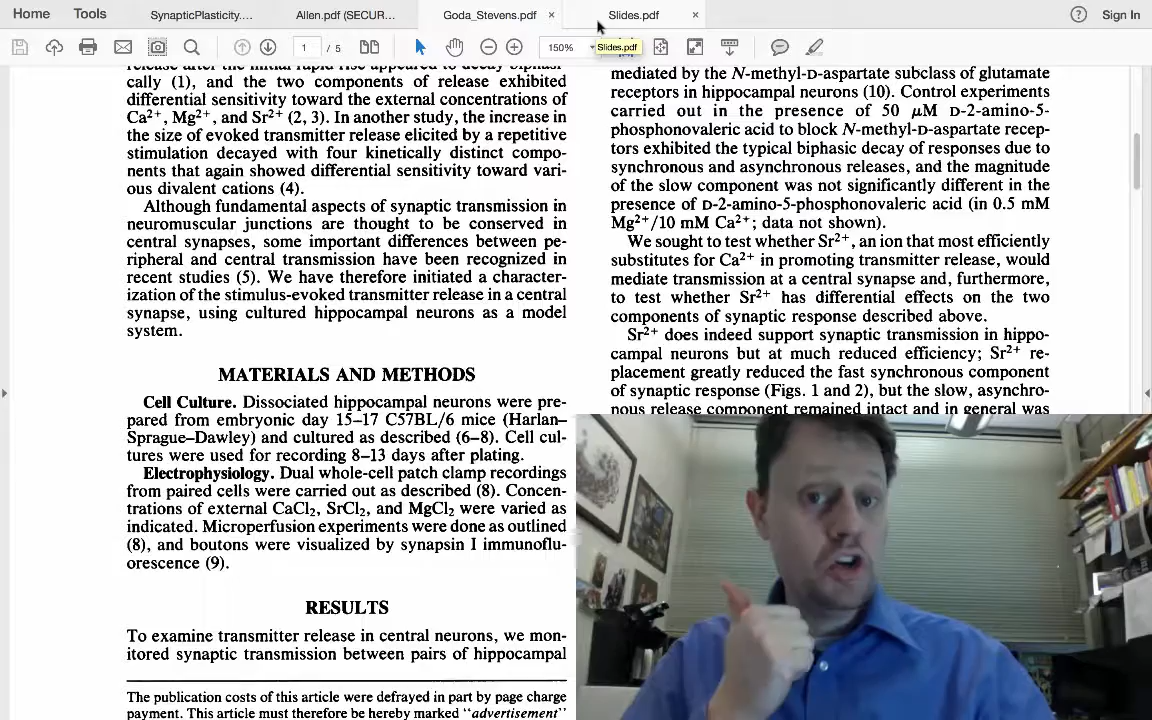 Home
Tools
SynapticPlasticity....
Allen.pdf (SECUR...
Goda_Stevens.pdf
Slides.pdf
Sign In
1 / 5
150%
Slides.pdf
release after the initial rapid rise appeared to decay biphasi-
cally (1), and the two components of release exhibited
differential sensitivity toward the external concentrations of
Ca²⁺, Mg²⁺, and Sr²⁺ (2, 3). In another study, the increase in
the size of evoked transmitter release elicited by a repetitive
stimulation decayed with four kinetically distinct compo-
nents that again showed differential sensitivity toward vari-
ous divalent cations (4).
Although fundamental aspects of synaptic transmission in
neuromuscular junctions are thought to be conserved in
central synapses, some important differences between pe-
ripheral and central transmission have been recognized in
recent studies (5). We have therefore initiated a character-
ization of the stimulus-evoked transmitter release in a central
synapse, using cultured hippocampal neurons as a model
system.
MATERIALS AND METHODS
Cell Culture. Dissociated hippocampal neurons were pre-
pared from embryonic day 15–17 C57BL/6 mice (Harlan–
Sprague–Dawley) and cultured as described (6–8). Cell cul-
tures were used for recording 8–13 days after plating.
Electrophysiology. Dual whole-cell patch clamp recordings
from paired cells were carried out as described (8). Concen-
trations of external CaCl₂, SrCl₂, and MgCl₂ were varied as
indicated. Microperfusion experiments were done as outlined
(8), and boutons were visualized by synapsin I immunoflu-
orescence (9).
RESULTS
To examine transmitter release in central neurons, we mon-
itored synaptic transmission between pairs of hippocampal
The publication costs of this article were defrayed in part by page charge
payment. This article must therefore be hereby marked "advertisement"
mediated by the N-methyl-D-aspartate subclass of glutamate
receptors in hippocampal neurons (10). Control experiments
carried out in the presence of 50 μM D-2-amino-5-
phosphonovaleric acid to block N-methyl-D-aspartate recep-
tors exhibited the typical biphasic decay of responses due to
synchronous and asynchronous releases, and the magnitude
of the slow component was not significantly different in the
presence of D-2-amino-5-phosphonovaleric acid (in 0.5 mM
Mg²⁺/10 mM Ca²⁺; data not shown).
We sought to test whether Sr²⁺, an ion that most efficiently
substitutes for Ca²⁺ in promoting transmitter release, would
mediate transmission at a central synapse and, furthermore,
to test whether Sr²⁺ has differential effects on the two
components of synaptic response described above.
Sr²⁺ does indeed support synaptic transmission in hippo-
campal neurons but at much reduced efficiency; Sr²⁺ re-
placement greatly reduced the fast synchronous component
of synaptic response (Figs. 1 and 2), but the slow, asynchro-
nous release component remained intact and in general was